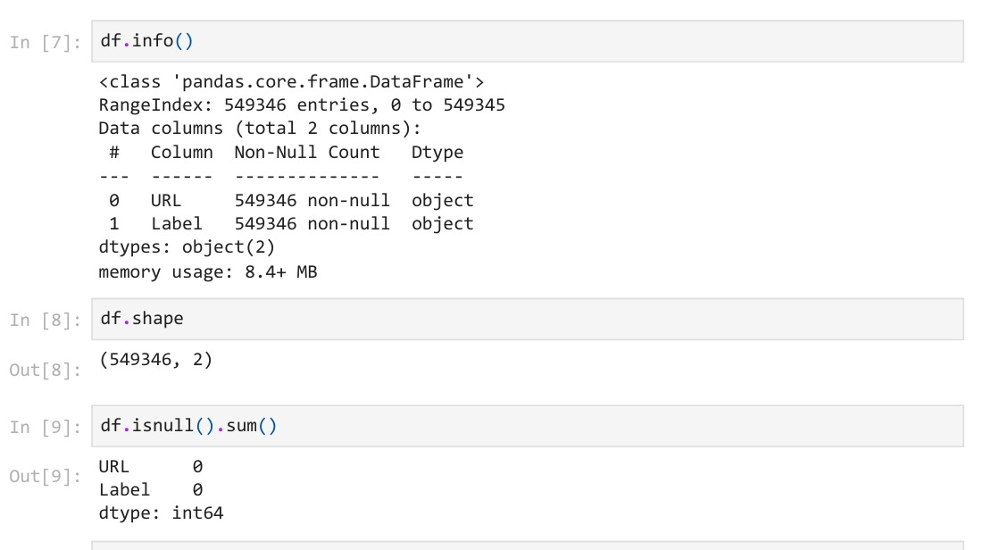 In [7]: df.info()
<class 'pandas.core.frame.DataFrame'>
RangeIndex: 549346 entries, 0 to 549345
Data columns (total 2 columns):
 #   Column  Non-Null Count   Dtype
---  ------  --------------   -----
 0   URL     549346 non-null  object
 1   Label   549346 non-null  object
dtypes: object(2)
memory usage: 8.4+ MB
In [8]: df.shape
Out[8]: (549346, 2)
In [9]: df.isnull().sum()
Out[9]: URL      0
Label    0
dtype: int64